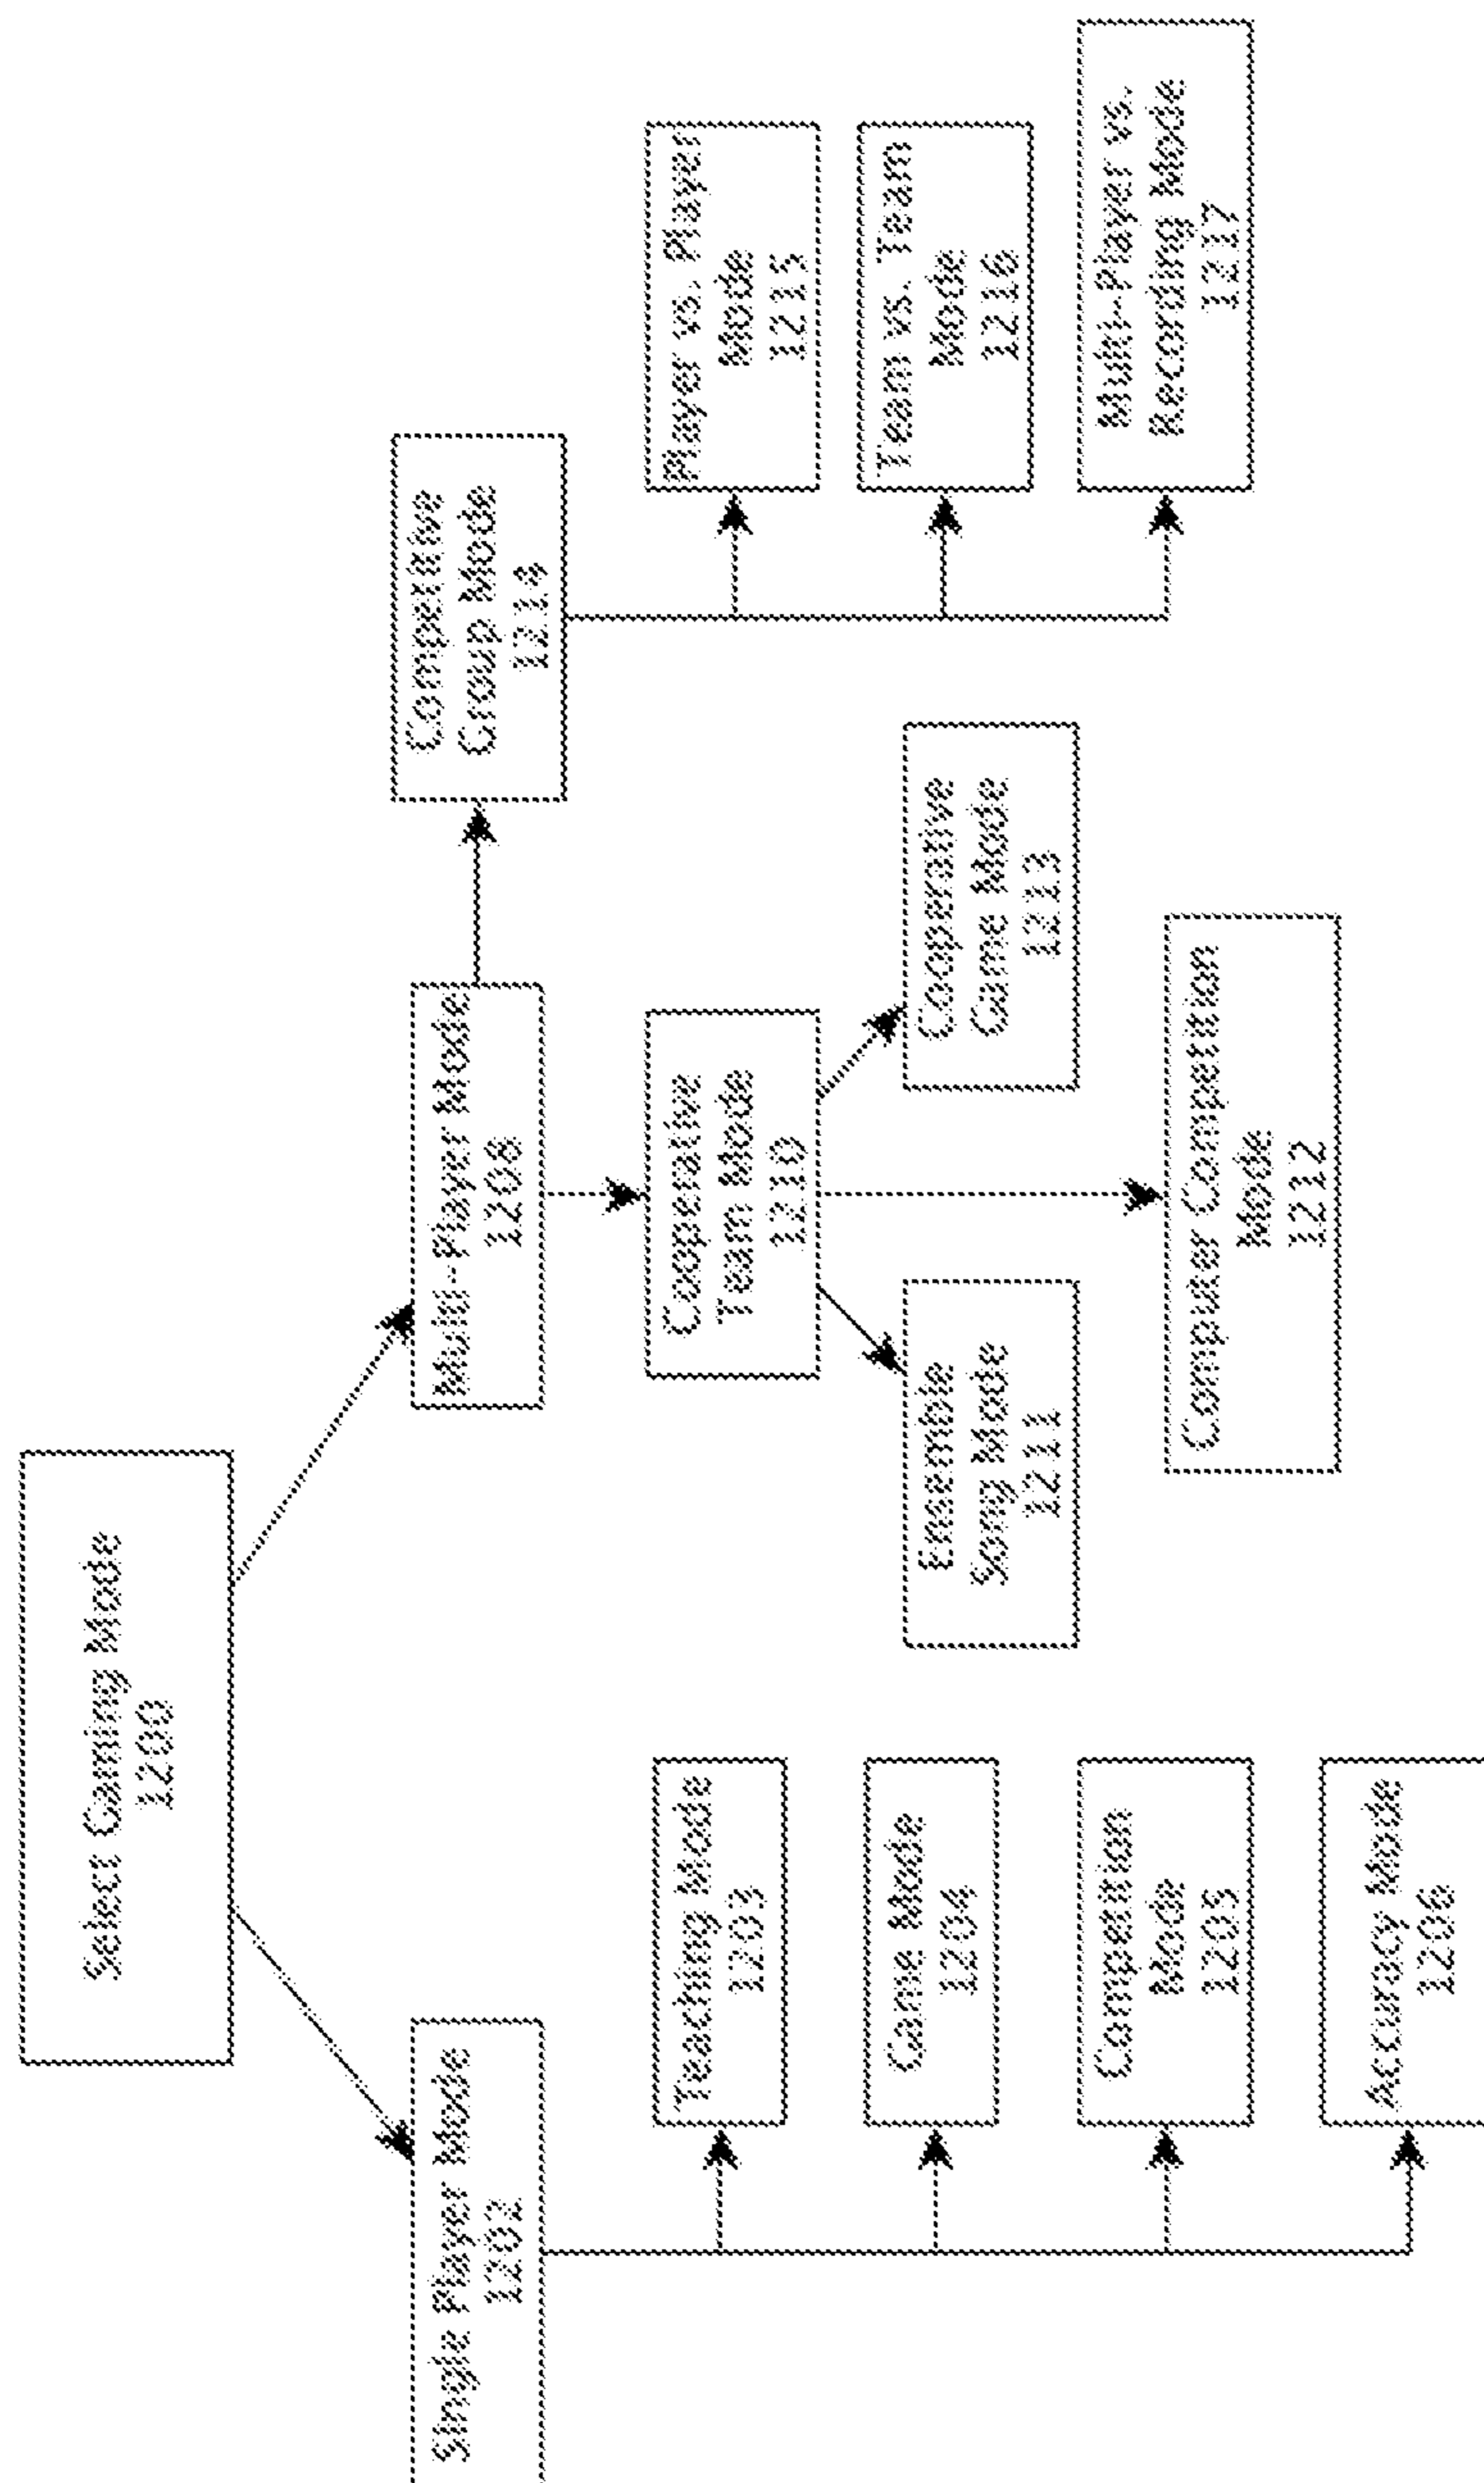 Select Gaming Mode
1200
Single Player Mode
1202
Multi-Player Mode
1208
Competitive
Group Mode
1214
Teaching Mode
1203
Game Mode
1204
Competition
Mode
1205
Accuracy Mode
1206
Cooperative
Team Mode
1210
Ensemble
Song Mode
1211
Computer Competition
Mode
1212
Cooperative
Game Mode
1213
Player vs. Player
Mode
1215
Team vs. Team
Mode
1216
Multi-Player vs.
Recording Mode
1217